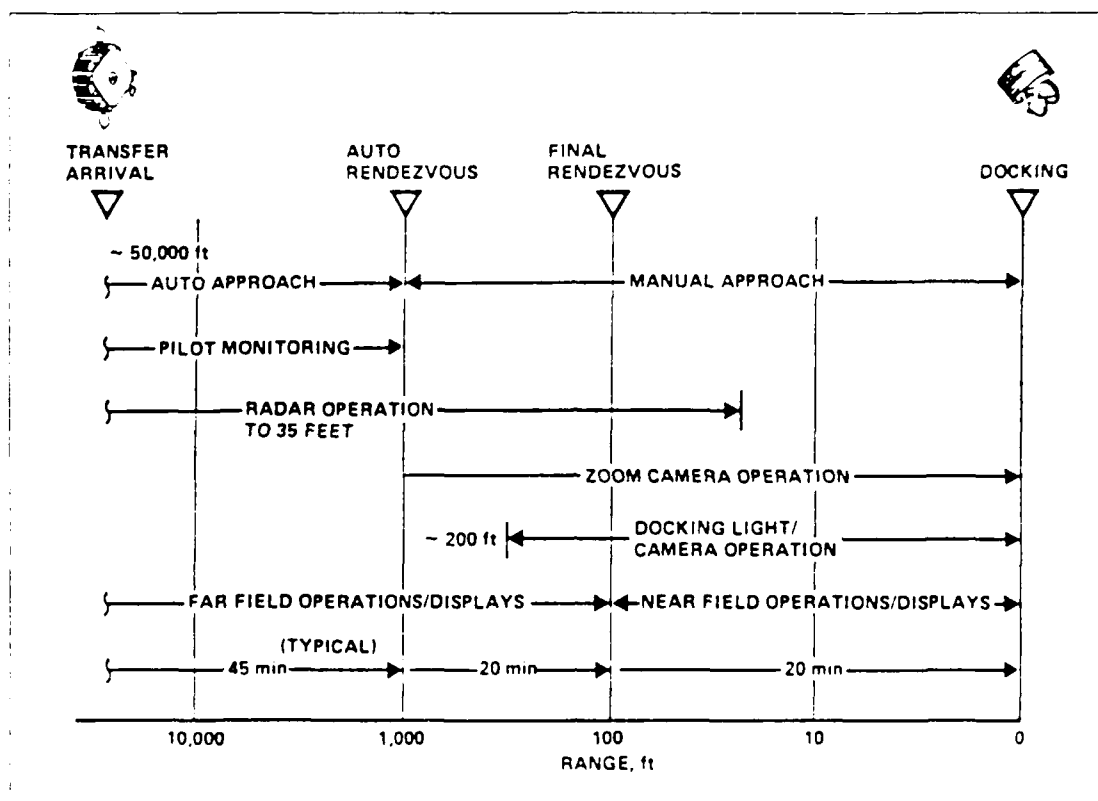 TRANSFER
ARRIVAL
AUTO
RENDEZVOUS
FINAL
RENDEZVOUS
DOCKING
~ 50,000 ft
AUTO APPROACH
MANUAL APPROACH
PILOT MONITORING
RADAR OPERATION
TO 35 FEET
ZOOM CAMERA OPERATION
~ 200 ft
DOCKING LIGHT/
CAMERA OPERATION
FAR FIELD OPERATIONS/DISPLAYS
NEAR FIELD OPERATIONS/DISPLAYS
(TYPICAL)
45 min
20 min
20 min
10,000
1,000
100
10
0
RANGE, ft